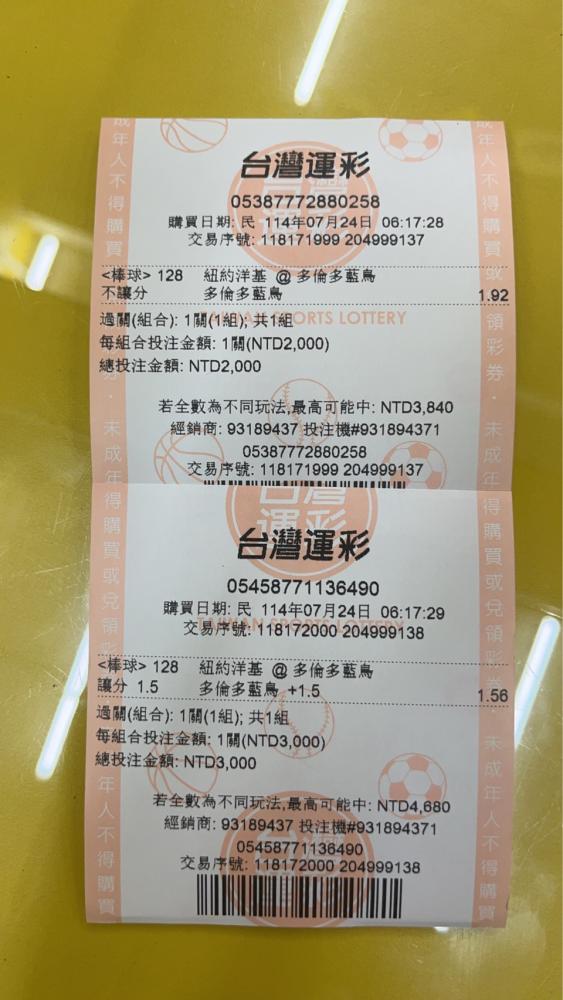 台灣運彩
05387772880258
購買日期: 民 114年07月24日 06:17:28
交易序號: 118171999 204999137
<棒球> 128 紐約洋基 @ 多倫多藍鳥
不讓分 多倫多藍鳥 1.92
過關(組合): 1關(1組); 共1組
每組合投注金額: 1關(NTD2,000)
總投注金額: NTD2,000
若全數為不同玩法,最高可能中: NTD3,840
經銷商: 93189437 投注機#931894371
05387772880258
交易序號: 118171999 204999137
台灣運彩
05458771136490
購買日期: 民 114年07月24日 06:17:29
交易序號: 118172000 204999138
<棒球> 128 紐約洋基 @ 多倫多藍鳥
讓分 1.5 多倫多藍鳥 +1.5 1.56
過關(組合): 1關(1組); 共1組
每組合投注金額: 1關(NTD3,000)
總投注金額: NTD3,000
若全數為不同玩法,最高可能中: NTD4,680
經銷商: 93189437 投注機#931894371
05458771136490
交易序號: 118172000 204999138